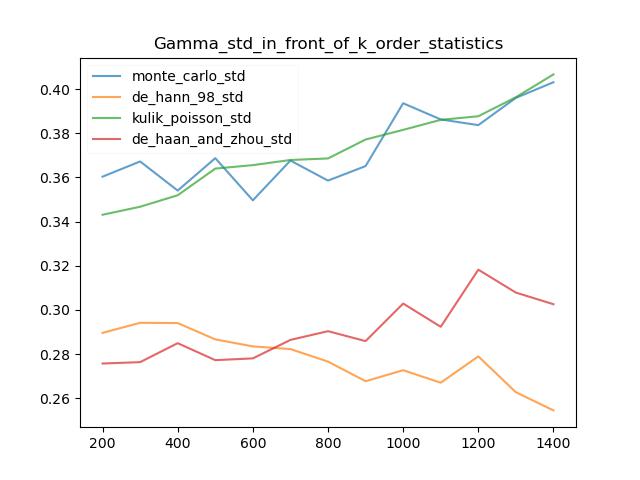 Gamma_std_in_front_of_k_order_statistics
monte_carlo_std
de_hann_98_std
kulik_poisson_std
de_haan_and_zhou_std
0.40
0.38
0.36
0.34
0.32
0.30
0.28
0.26
200 400 600 800 1000 1200 1400